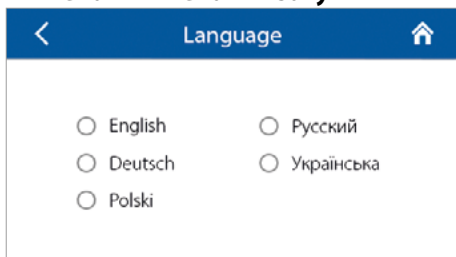 Language
English
Deutsch
Polski
Русский
Українська